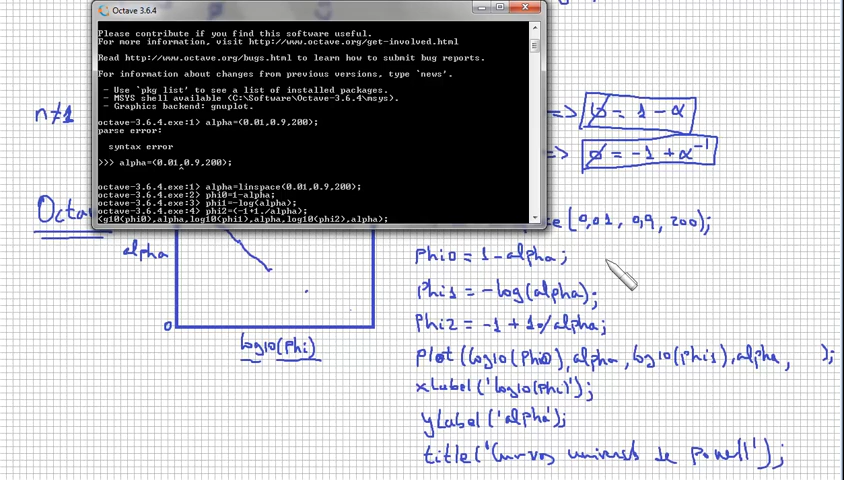 Octave 3.6.4
Please contribute if you find this software useful.
For more information, visit http://www.octave.org/get-involved.html
Read http://www.octave.org/bugs.html to learn how to submit bug reports.
For information about changes from previous versions, type `news'.
- Use `pkg list' to see a list of installed packages.
- MSYS shell available (C:\Software\Octave-3.6.4\msys).
- Graphics backend: gnuplot.
octave-3.6.4.exe:1> alpha=(0.01,0.9,200);
parse error:
syntax error
>>> alpha=(0.01,0.9,200);
^
octave-3.6.4.exe:1> alpha=linspace(0.01,0.9,200);
octave-3.6.4.exe:2> phi0=1-alpha;
octave-3.6.4.exe:3> phi1=-log(alpha);
octave-3.6.4.exe:4> phi2=(-1+1./alpha;
<g10(phi0),alpha,log10(phi1),alpha,log10(phi2),alpha);
n≠1
=> ϕ = 1 - α
=> ϕ = -1 + α⁻¹
(0,01, 0,9, 200);
alpha
0
log10(Phi)
Phi0 = 1 - alpha;
Phi1 = -log(alpha);
Phi2 = -1 + 1./alpha;
plot(log10(Phi0), alpha, log10(phi1), alpha, );
xLabel('log10(Phi)');
yLabel('alpha');
title('Curvas univers de Powell');